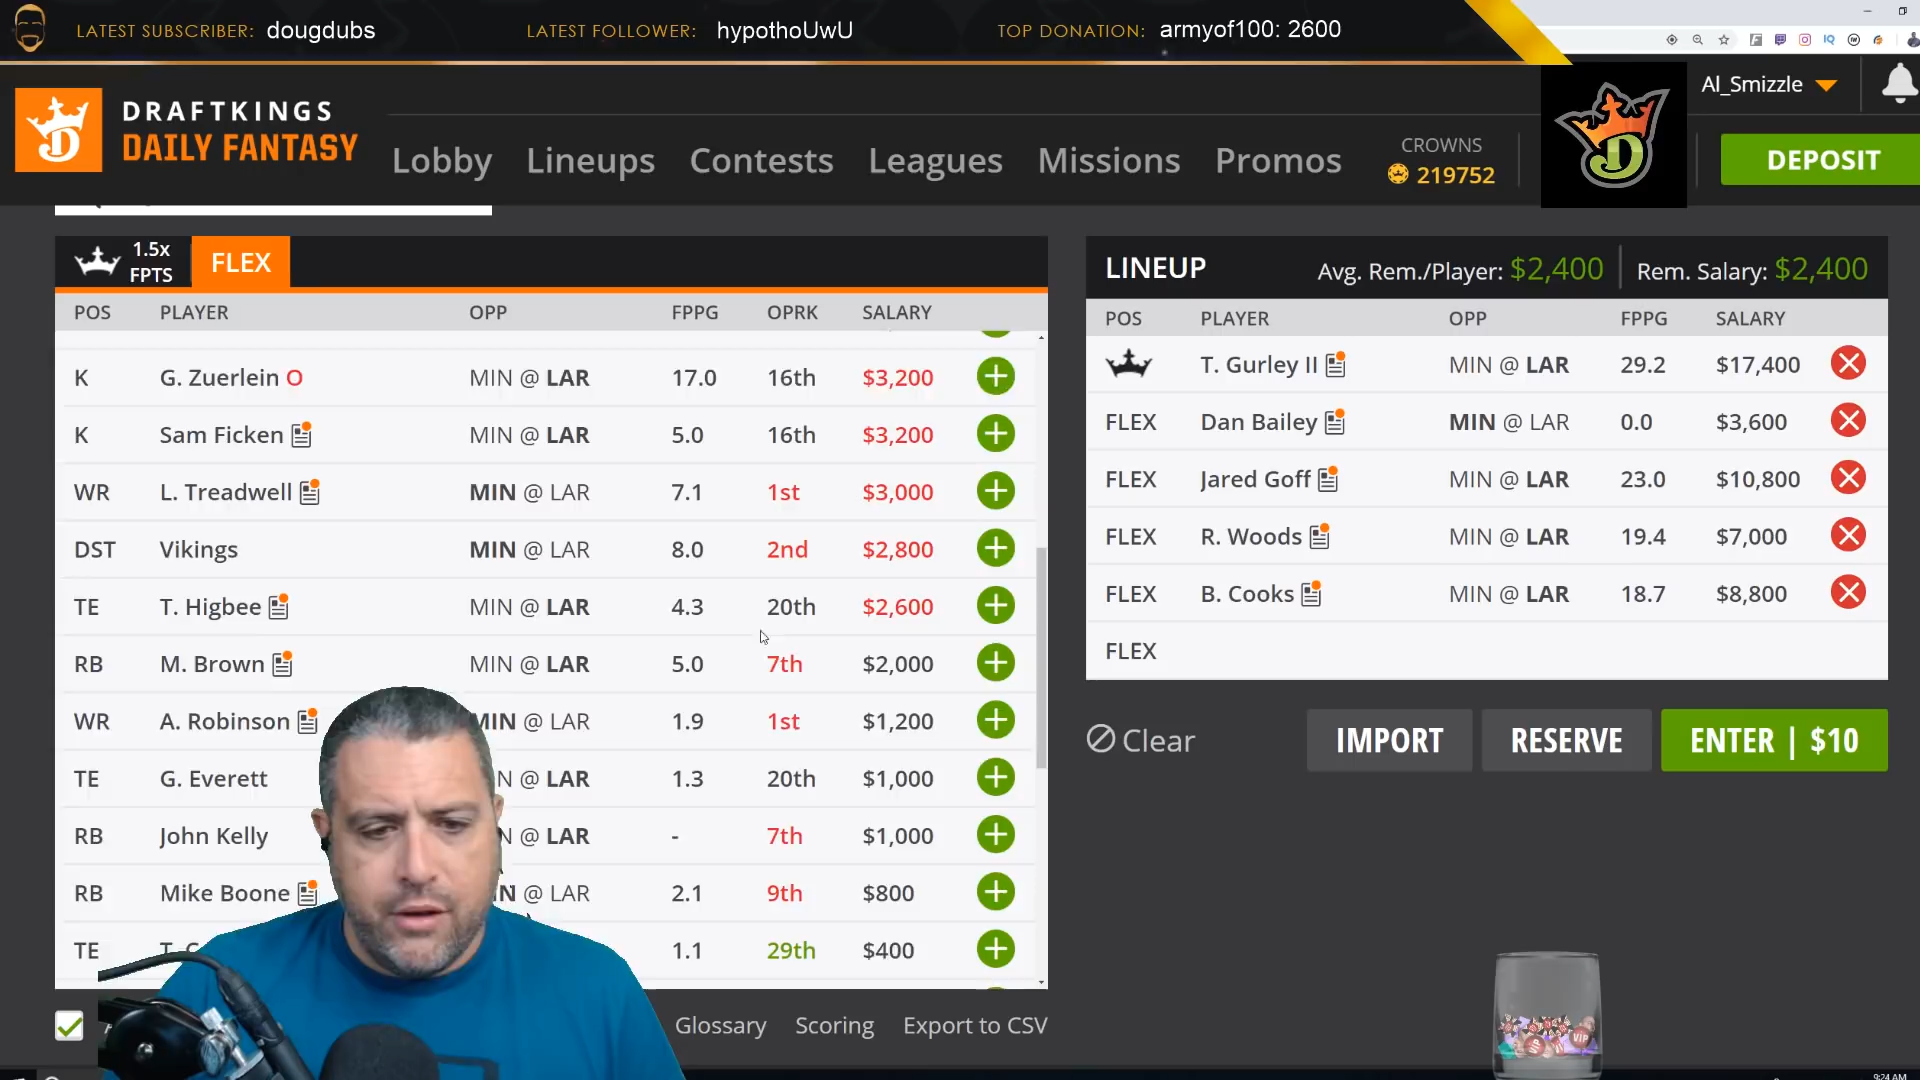 LATEST SUBSCRIBER: dougdubs
LATEST FOLLOWER: hypothoUwU
TOP DONATION: armyof100: 2600
DRAFTKINGS
DAILY FANTASY
Lobby Lineups Contests Leagues Missions Promos
CROWNS
219752
Al_Smizzle
DEPOSIT
1.5x
FPTS
FLEX
POS PLAYER OPP FPPG OPRK SALARY
K G. Zuerlein O MIN @ LAR 17.0 16th $3,200
K Sam Ficken MIN @ LAR 5.0 16th $3,200
WR L. Treadwell MIN @ LAR 7.1 1st $3,000
DST Vikings MIN @ LAR 8.0 2nd $2,800
TE T. Higbee MIN @ LAR 4.3 20th $2,600
RB M. Brown MIN @ LAR 5.0 7th $2,000
WR A. Robinson MIN @ LAR 1.9 1st $1,200
TE G. Everett N @ LAR 1.3 20th $1,000
RB John Kelly N @ LAR - 7th $1,000
RB Mike Boone N @ LAR 2.1 9th $800
TE 1.1 29th $400
Glossary Scoring Export to CSV
LINEUP Avg. Rem./Player: $2,400 Rem. Salary: $2,400
POS PLAYER OPP FPPG SALARY
T. Gurley II MIN @ LAR 29.2 $17,400
FLEX Dan Bailey MIN @ LAR 0.0 $3,600
FLEX Jared Goff MIN @ LAR 23.0 $10,800
FLEX R. Woods MIN @ LAR 19.4 $7,000
FLEX B. Cooks MIN @ LAR 18.7 $8,800
FLEX
Clear IMPORT RESERVE ENTER | $10
VIP
VIP
9:24 AM